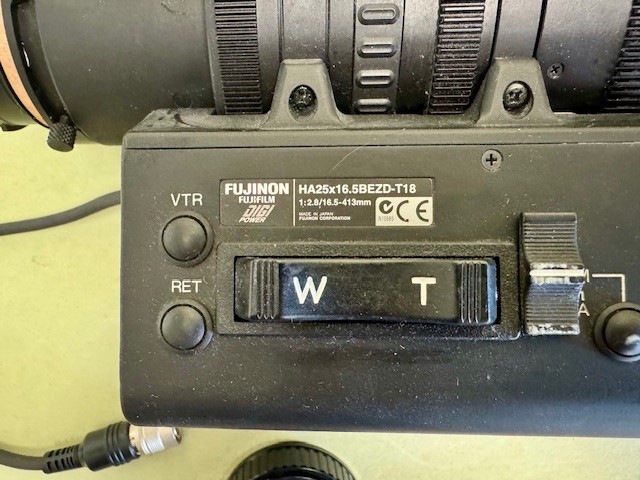 VTR
RET
FUJINON
FUJIFILM
DIGI
POWER
HA25x16.5BEZD-T18
1:2.8/16.5-413mm
MADE IN JAPAN
FUJINON CORPORATION
CE
W T
A